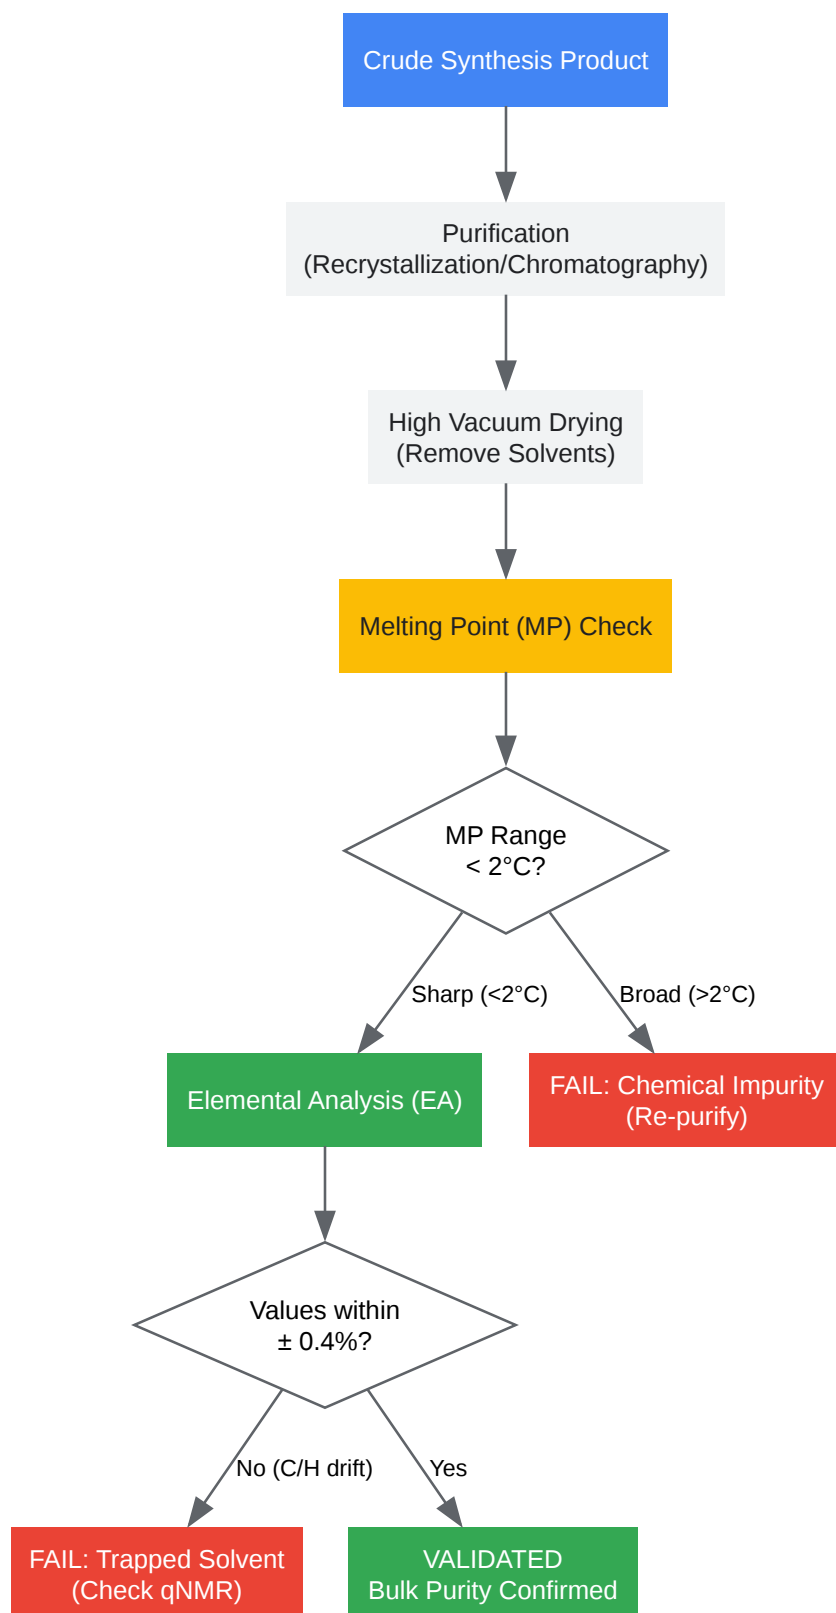 Crude Synthesis Product
Purification
(Recrystallization/Chromatography)
High Vacuum Drying
(Remove Solvents)
Melting Point (MP) Check
MP Range
< 2°C?
Sharp (<2°C)
Broad (>2°C)
Elemental Analysis (EA)
FAIL: Chemical Impurity
(Re-purify)
Values within
± 0.4%?
No (C/H drift)
Yes
FAIL: Trapped Solvent
(Check qNMR)
VALIDATED
Bulk Purity Confirmed